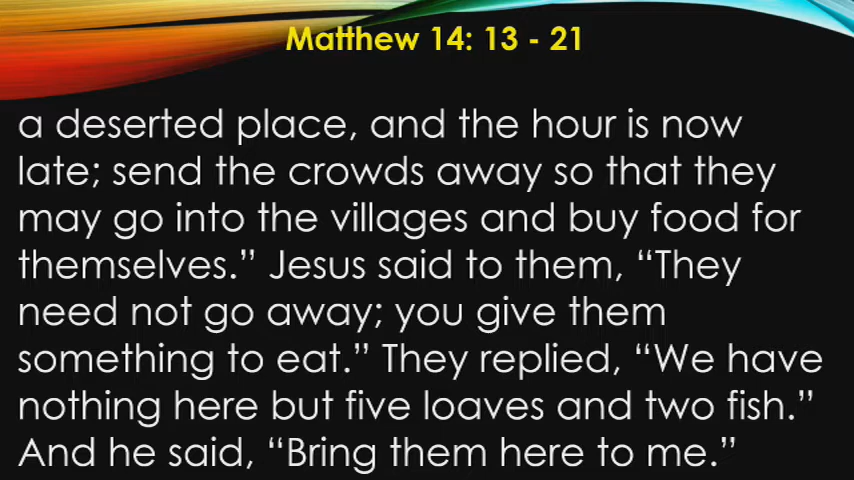 Matthew 14: 13 - 21
a deserted place, and the hour is now
late; send the crowds away so that they
may go into the villages and buy food for
themselves.” Jesus said to them, “They
need not go away; you give them
something to eat.” They replied, “We have
nothing here but five loaves and two fish.”
And he said, “Bring them here to me.”